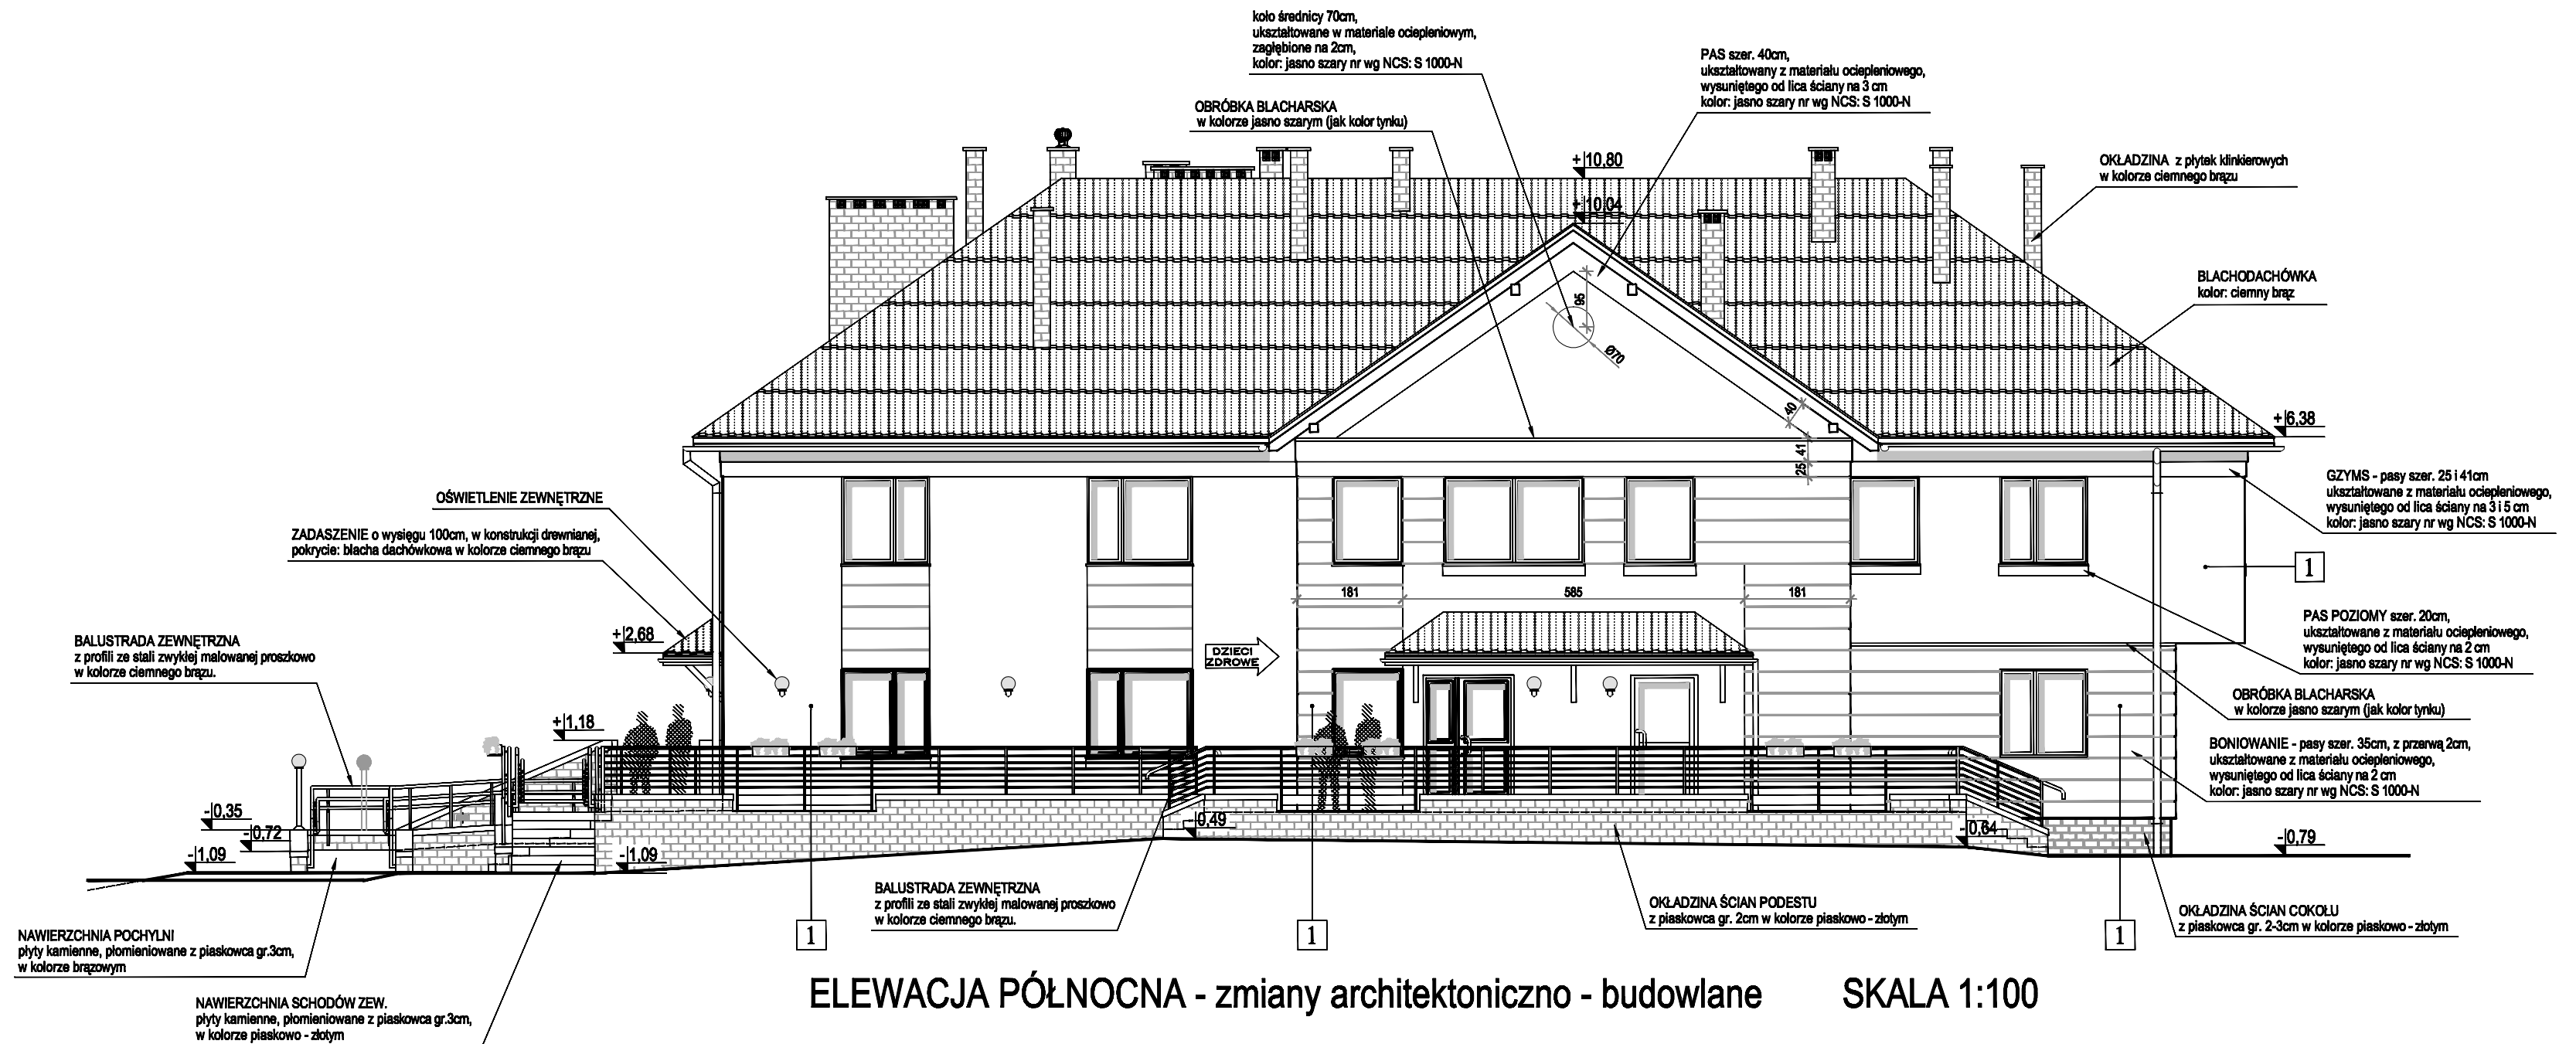 koło średnicy 70cm,
ukształtowane w materiale ociepleniowym,
zagłębione na 2cm,
kolor: jasno szary nr wg NCS: S 1000-N
PAS szer. 40cm,
ukształtowany z materiału ociepleniowego,
wysuniętego od lica ściany na 3 cm
kolor: jasno szary nr wg NCS: S 1000-N
OBRÓBKA BLACHARSKA
w kolorze jasno szarym (jak kolor tynku)
+10,80
+10,04
OKŁADZINA z płytek klinkierowych
w kolorze ciemnego brązu
BLACHODACHÓWKA
kolor: ciemny brąz
95
Ø70
40
41
25
+6,38
GZYMS - pasy szer. 25 i 41cm
ukształtowane z materiału ociepleniowego,
wysuniętego od lica ściany na 3 i 5 cm
kolor: jasno szary nr wg NCS: S 1000-N
OŚWIETLENIE ZEWNĘTRZNE
ZADASZENIE o wysięgu 100cm, w konstrukcji drewnianej,
pokrycie: blacha dachówkowa w kolorze ciemnego brązu
1
181
585
181
PAS POZIOMY szer. 20cm,
ukształtowane z materiału ociepleniowego,
wysuniętego od lica ściany na 2 cm
kolor: jasno szary nr wg NCS: S 1000-N
+2,68
BALUSTRADA ZEWNĘTRZNA
z profili ze stali zwykłej malowanej proszkowo
w kolorze ciemnego brązu.
DZIECI
ZDROWE
OBRÓBKA BLACHARSKA
w kolorze jasno szarym (jak kolor tynku)
+1,18
BONIOWANIE - pasy szer. 35cm, z przerwą 2cm,
ukształtowane z materiału ociepleniowego,
wysuniętego od lica ściany na 2 cm
kolor: jasno szary nr wg NCS: S 1000-N
-0,35
-0,72
-1,09
-1,09
-0,49
-0,64
-0,79
BALUSTRADA ZEWNĘTRZNA
z profili ze stali zwykłej malowanej proszkowo
w kolorze ciemnego brązu.
OKŁADZINA ŚCIAN PODESTU
z piaskowca gr. 2cm w kolorze piaskowo - złotym
OKŁADZINA ŚCIAN COKOŁU
z piaskowca gr. 2-3cm w kolorze piaskowo - złotym
1
1
1
NAWIERZCHNIA POCHYLNI
płyty kamienne, płomieniowane z piaskowca gr.3cm,
w kolorze brązowym
NAWIERZCHNIA SCHODÓW ZEW.
płyty kamienne, płomieniowane z piaskowca gr.3cm,
w kolorze piaskowo - złotym
ELEWACJA PÓŁNOCNA - zmiany architektoniczno - budowlane SKALA 1:100